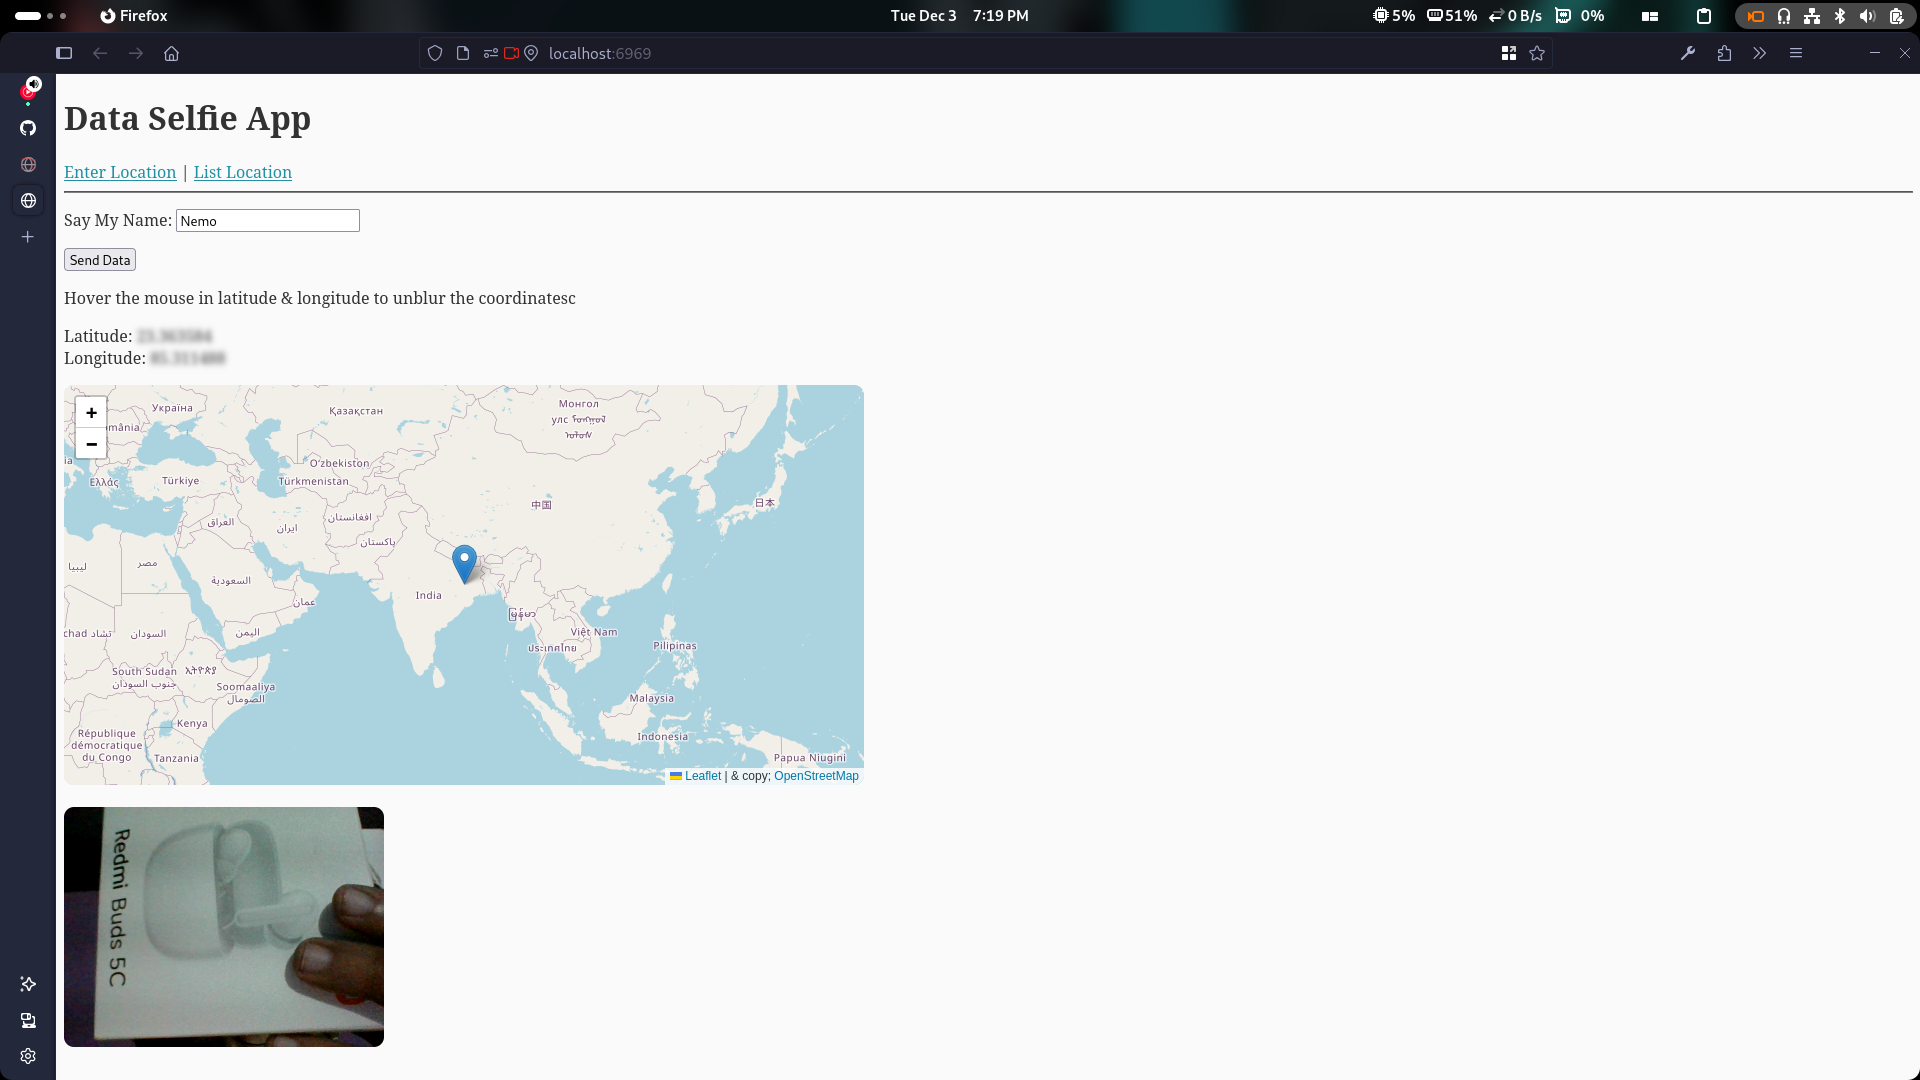 Firefox
Tue Dec 3 7:19 PM
5% 51% 0 B/s 0%
localhost:6969
Data Selfie App
Enter Location | List Location
Say My Name: Nemo
Send Data
Hover the mouse in latitude & longitude to unblur the coordinatesc
Latitude:
Longitude:
+
−
Україна
Қазақстан
Монгол
улс
mânia
O‘zbekiston
Ελλάς
Türkiye
Türkmenistan
中国
日本
العراق
ایران
افغانستان
پاکستان
ليبيا
مصر
السعودية
India
عمان
မြန်မာ
chad تشاد
السودان
اليمن
Việt Nam
ประเทศไทย
Pilipinas
South Sudan
جنوب السودان
ኢትዮጵያ
Soomaaliya
الصومال
Malaysia
Kenya
République
démocratique
du Congo
Indonesia
Tanzania
Papua Niugini
Leaflet | & copy; OpenStreetMap
Redmi Buds 5C